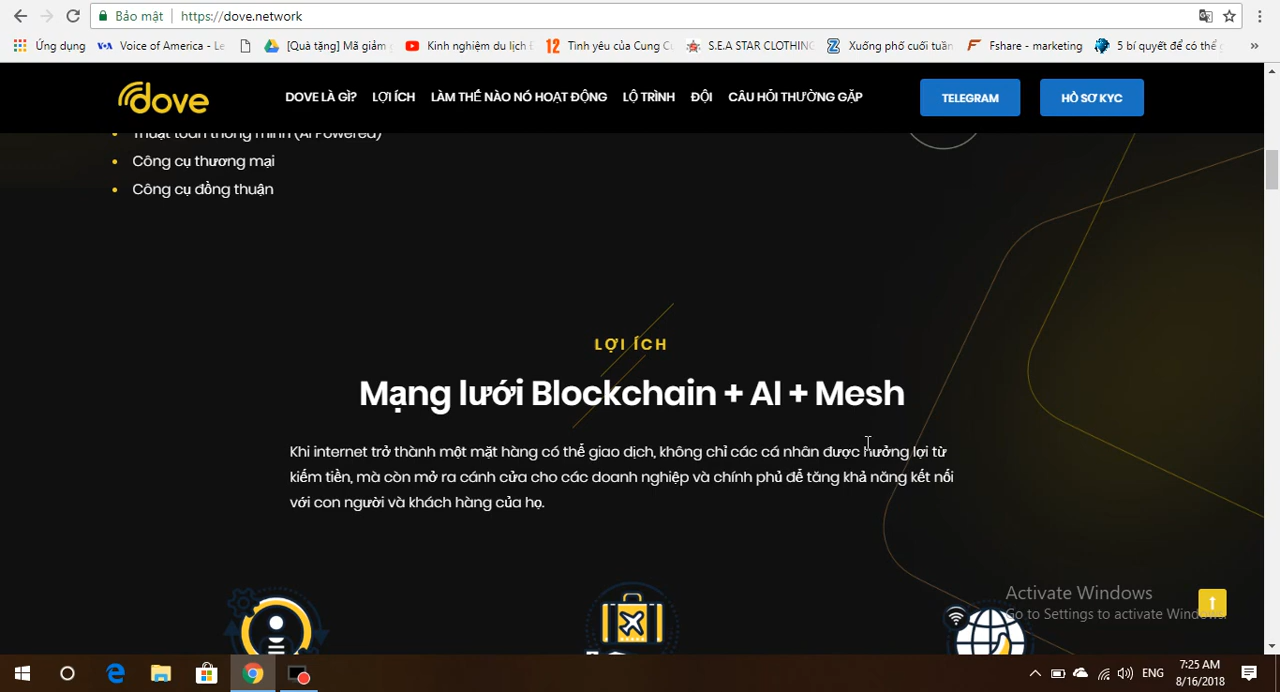 Bảo mật https://dove.network
Ứng dụng Voice of America - Le [Quà tặng] Mã giảm Kinh nghiệm du lịch Đ 12 Tình yêu của Cung C S.E.A STAR CLOTHING Xuống phố cuối tuần Fshare - marketing 5 bí quyết để có thể »
dove DOVE LÀ GÌ? LỢI ÍCH LÀM THẾ NÀO NÓ HOẠT ĐỘNG LỘ TRÌNH ĐỘI CÂU HỎI THƯỜNG GẶP TELEGRAM HỒ SƠ KYC
Thuật toán thông minh (AI Powered)
Công cụ thương mại
Công cụ đồng thuận
LỢI ÍCH
Mạng lưới Blockchain + AI + Mesh
Khi internet trở thành một mặt hàng có thể giao dịch, không chỉ các cá nhân được hưởng lợi từ
kiếm tiền, mà còn mở ra cánh cửa cho các doanh nghiệp và chính phủ để tăng khả năng kết nối
với con người và khách hàng của họ.
Activate Windows
Go to Settings to activate Windows.
ENG 7:25 AM
8/16/2018